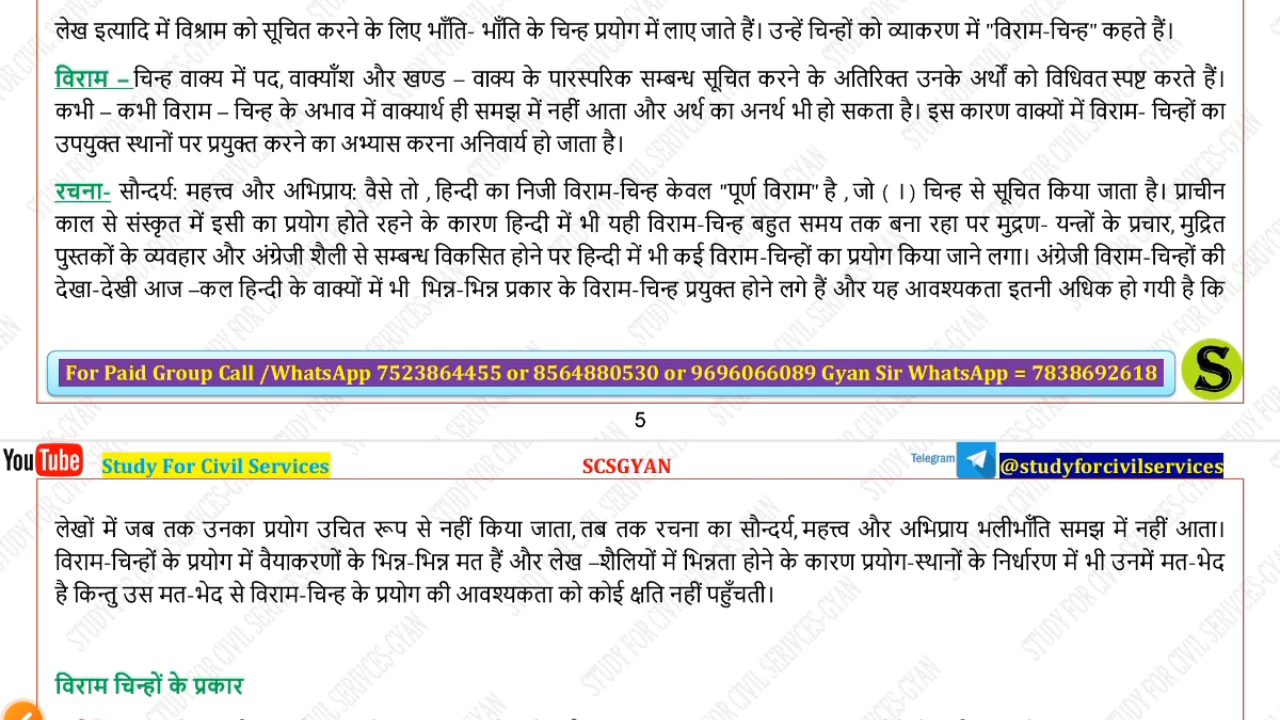 लेख इत्यादि में विश्राम को सूचित करने के लिए भाँति- भाँति के चिन्ह प्रयोग में लाए जाते हैं। उन्हें चिन्हों को व्याकरण में "विराम-चिन्ह" कहते हैं।
विराम – चिन्ह वाक्य में पद, वाक्याँश और खण्ड – वाक्य के पारस्परिक सम्बन्ध सूचित करने के अतिरिक्त उनके अर्थों को विधिवत स्पष्ट करते हैं।
कभी – कभी विराम – चिन्ह के अभाव में वाक्यार्थ ही समझ में नहीं आता और अर्थ का अनर्थ भी हो सकता है। इस कारण वाक्यों में विराम- चिन्हों का
उपयुक्त स्थानों पर प्रयुक्त करने का अभ्यास करना अनिवार्य हो जाता है।
रचना- सौन्दर्य: महत्त्व और अभिप्राय: वैसे तो , हिन्दी का निजी विराम-चिन्ह केवल "पूर्ण विराम" है , जो ( । ) चिन्ह से सूचित किया जाता है। प्राचीन
काल से संस्कृत में इसी का प्रयोग होते रहने के कारण हिन्दी में भी यही विराम-चिन्ह बहुत समय तक बना रहा पर मुद्रण- यन्त्रों के प्रचार, मुद्रित
पुस्तकों के व्यवहार और अंग्रेजी शैली से सम्बन्ध विकसित होने पर हिन्दी में भी कई विराम-चिन्हों का प्रयोग किया जाने लगा। अंग्रेजी विराम-चिन्हों की
देखा-देखी आज –कल हिन्दी के वाक्यों में भी भिन्न-भिन्न प्रकार के विराम-चिन्ह प्रयुक्त होने लगे हैं और यह आवश्यकता इतनी अधिक हो गयी है कि
For Paid Group Call /WhatsApp 7523864455 or 8564880530 or 9696066089 Gyan Sir WhatsApp = 7838692618
S
5
YouTube Study For Civil Services SCSGYAN Telegram @studyforcivilservices
लेखों में जब तक उनका प्रयोग उचित रूप से नहीं किया जाता, तब तक रचना का सौन्दर्य, महत्त्व और अभिप्राय भलीभाँति समझ में नहीं आता।
विराम-चिन्हों के प्रयोग में वैयाकरणों के भिन्न-भिन्न मत हैं और लेख –शैलियों में भिन्नता होने के कारण प्रयोग-स्थानों के निर्धारण में भी उनमें मत-भेद
है किन्तु उस मत-भेद से विराम-चिन्ह के प्रयोग की आवश्यकता को कोई क्षति नहीं पहुँचती।
विराम चिन्हों के प्रकार